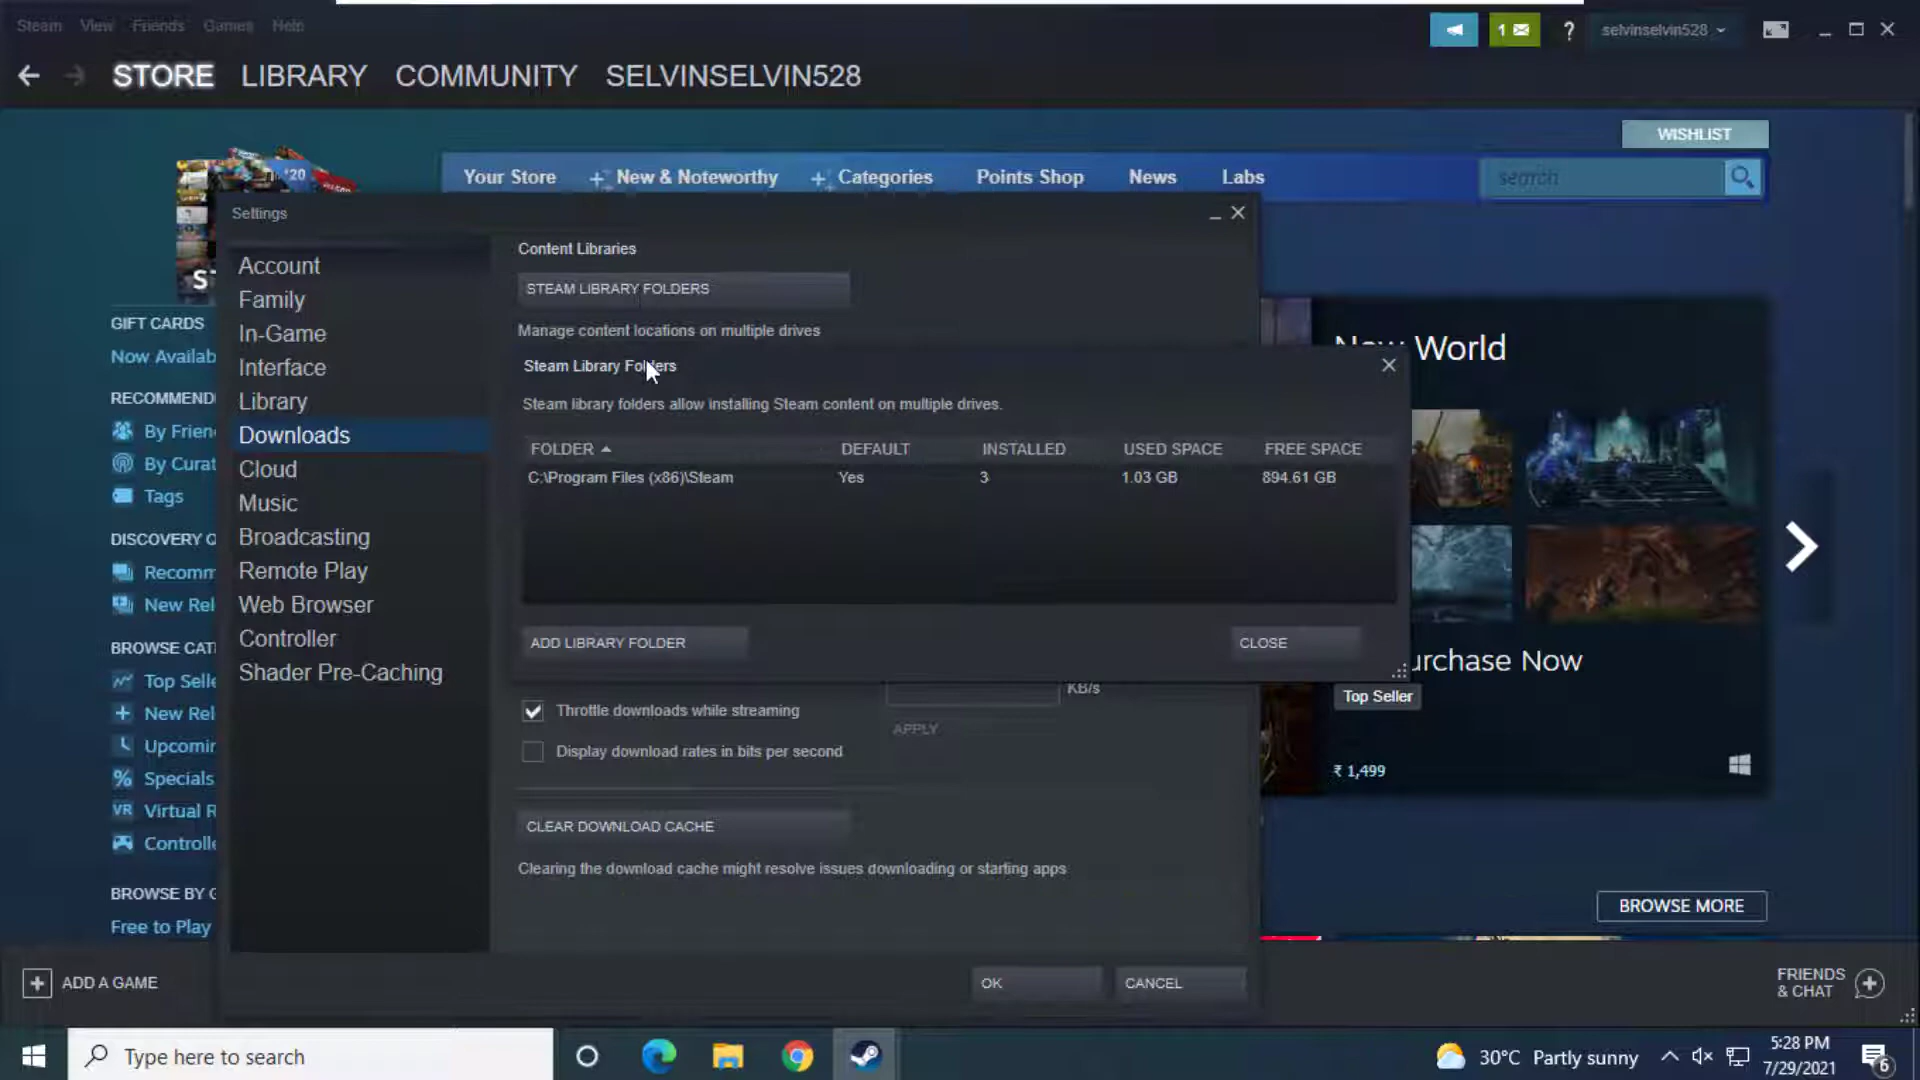 Steam View Friends Games Help
1
?
selvinselvin528
STORE LIBRARY COMMUNITY SELVINSELVIN528
WISHLIST
'20
Your Store New & Noteworthy Categories Points Shop News Labs
search
Settings
ST
GIFT CARDS
Now Availab
RECOMMEND
By Frien
By Curat
Tags
DISCOVERY Q
Recomm
New Rel
BROWSE CAT
Top Selle
New Rel
Upcomin
% Specials
VR Virtual R
Controlle
BROWSE BY G
Free to Play
Account
Family
In-Game
Interface
Library
Downloads
Cloud
Music
Broadcasting
Remote Play
Web Browser
Controller
Shader Pre-Caching
Content Libraries
STEAM LIBRARY FOLDERS
Manage content locations on multiple drives
Steam Library Folders
Steam library folders allow installing Steam content on multiple drives.
FOLDER DEFAULT INSTALLED USED SPACE FREE SPACE
C:\Program Files (x86)\Steam Yes 3 1.03 GB 894.61 GB
ADD LIBRARY FOLDER CLOSE
KB/s
Throttle downloads while streaming
APPLY
Display download rates in bits per second
CLEAR DOWNLOAD CACHE
Clearing the download cache might resolve issues downloading or starting apps
OK CANCEL
New World
urchase Now
Top Seller
₹ 1,499
BROWSE MORE
ADD A GAME
FRIENDS
& CHAT
Type here to search
30°C Partly sunny
5:28 PM
7/29/2021
6